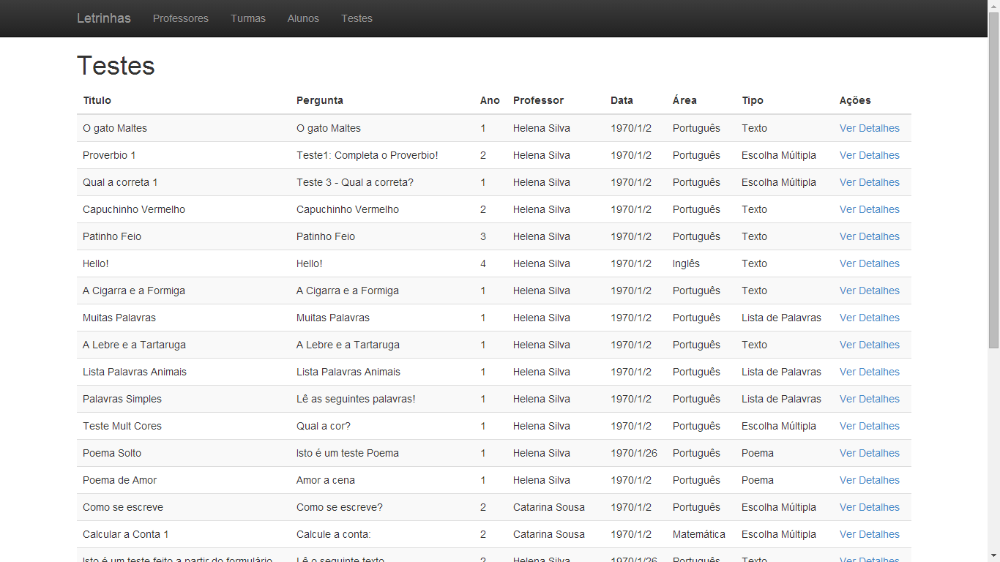 Letrinhas Professores Turmas Alunos Testes
Testes
Titulo Pergunta Ano Professor Data Área Tipo Ações
O gato Maltes O gato Maltes 1 Helena Silva 1970/1/2 Português Texto Ver Detalhes
Proverbio 1 Teste1: Completa o Proverbio! 2 Helena Silva 1970/1/2 Português Escolha Múltipla Ver Detalhes
Qual a correta 1 Teste 3 - Qual a correta? 1 Helena Silva 1970/1/2 Português Escolha Múltipla Ver Detalhes
Capuchinho Vermelho Capuchinho Vermelho 2 Helena Silva 1970/1/2 Português Texto Ver Detalhes
Patinho Feio Patinho Feio 3 Helena Silva 1970/1/2 Português Texto Ver Detalhes
Hello! Hello! 4 Helena Silva 1970/1/2 Inglês Texto Ver Detalhes
A Cigarra e a Formiga A Cigarra e a Formiga 1 Helena Silva 1970/1/2 Português Texto Ver Detalhes
Muitas Palavras Muitas Palavras 1 Helena Silva 1970/1/2 Português Lista de Palavras Ver Detalhes
A Lebre e a Tartaruga A Lebre e a Tartaruga 1 Helena Silva 1970/1/2 Português Texto Ver Detalhes
Lista Palavras Animais Lista Palavras Animais 1 Helena Silva 1970/1/2 Português Lista de Palavras Ver Detalhes
Palavras Simples Lê as seguintes palavras! 1 Helena Silva 1970/1/2 Português Lista de Palavras Ver Detalhes
Teste Mult Cores Qual a cor? 1 Helena Silva 1970/1/2 Português Escolha Múltipla Ver Detalhes
Poema Solto Isto é um teste Poema 1 Helena Silva 1970/1/26 Português Poema Ver Detalhes
Poema de Amor Amor a cena 1 Helena Silva 1970/1/2 Português Poema Ver Detalhes
Como se escreve Como se escreve? 2 Catarina Sousa 1970/1/2 Português Escolha Múltipla Ver Detalhes
Calcular a Conta 1 Calcule a conta: 2 Catarina Sousa 1970/1/2 Matemática Escolha Múltipla Ver Detalhes
Isto é um teste feito a partir do formulário Lê o seguinte texto 2 Helena Silva 1970/1/26 Português Texto Ver Detalhes